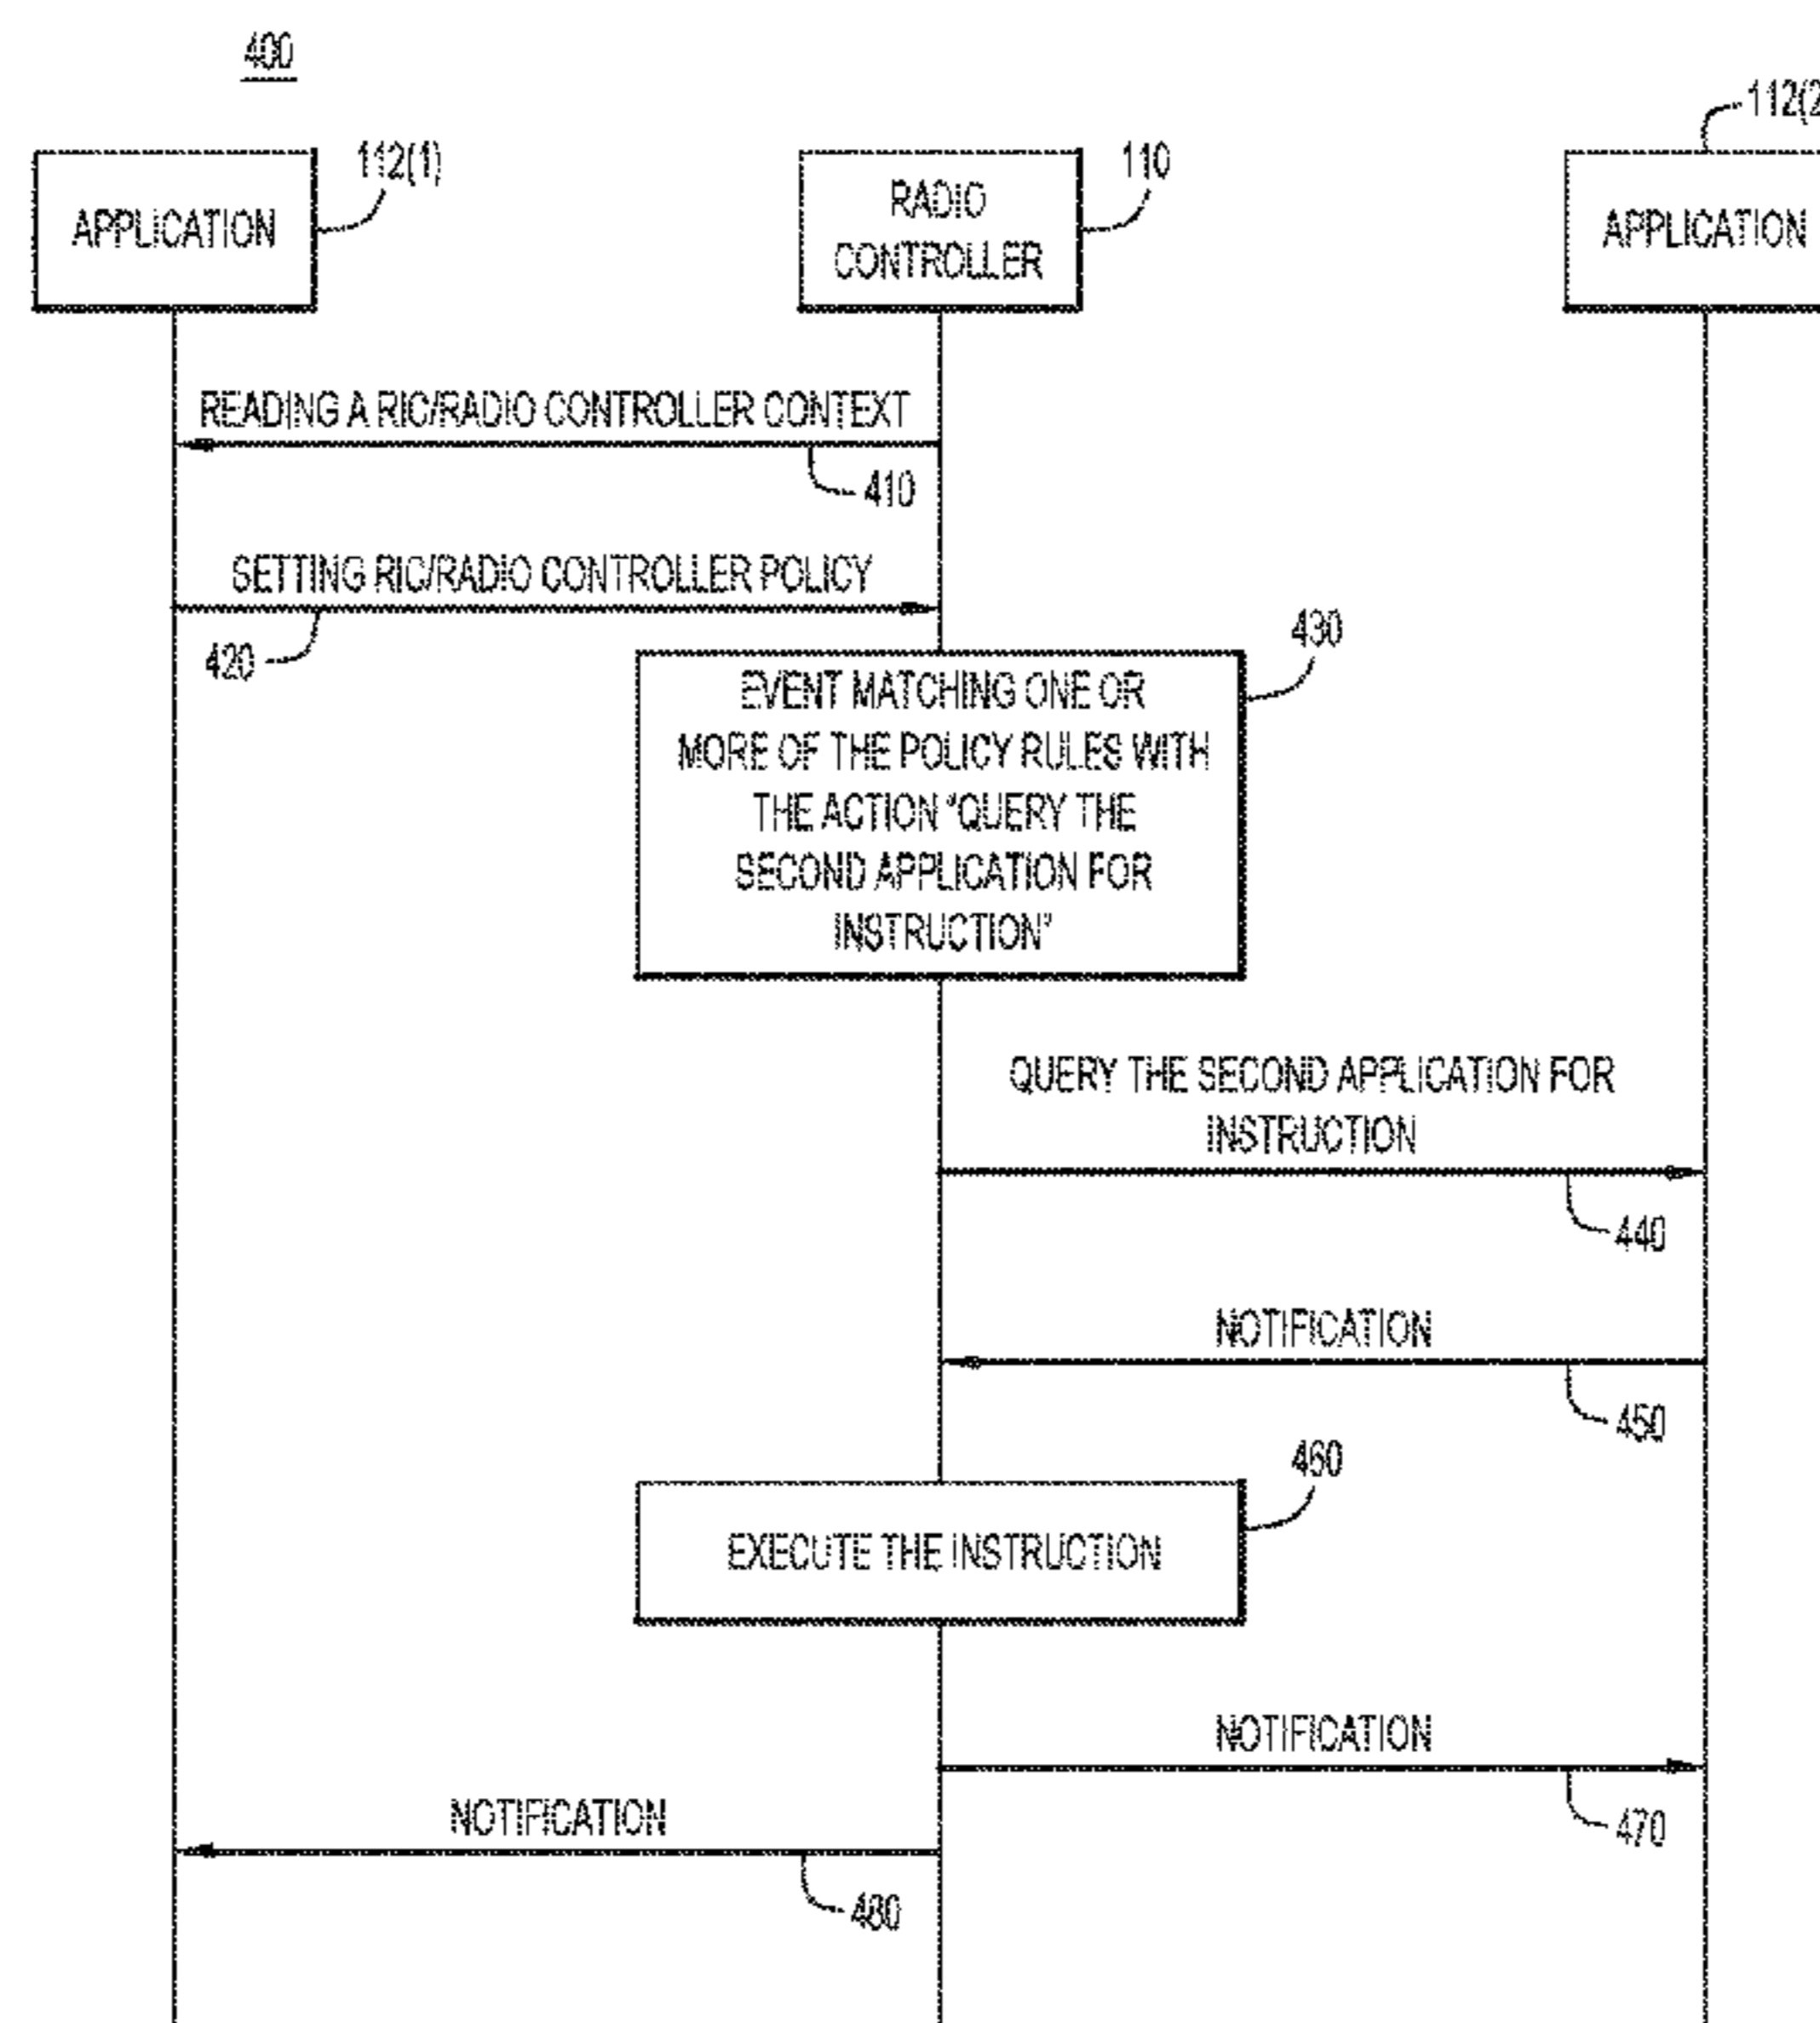 400
112(1)
110
112(2
APPLICATION
RADIO
CONTROLLER
APPLICATION
READING A RIC/RADIO CONTROLLER CONTEXT
410
SETTING RIC/RADIO CONTROLLER POLICY
420
430
EVENT MATCHING ONE OR
MORE OF THE POLICY RULES WITH
THE ACTION "QUERY THE
SECOND APPLICATION FOR
INSTRUCTION"
QUERY THE SECOND APPLICATION FOR
INSTRUCTION
440
NOTIFICATION
450
460
EXECUTE THE INSTRUCTION
NOTIFICATION
470
NOTIFICATION
480